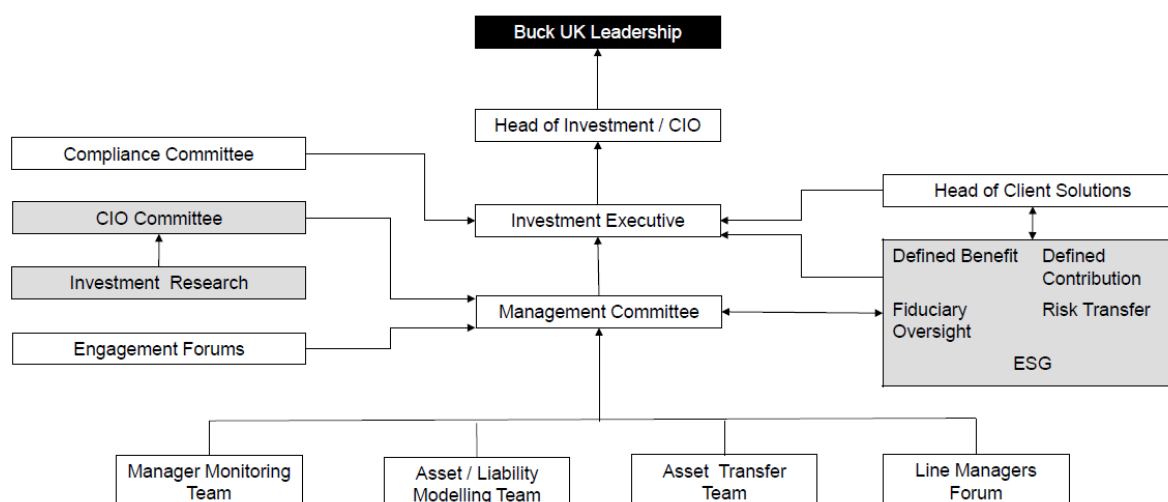 Buck UK Leadership
Head of Investment / CIO
Compliance Committee
Head of Client Solutions
CIO Committee
Investment Executive
Defined Benefit
Defined
Contribution
Investment Research
Management Committee
Fiduciary
Oversight
Risk Transfer
Engagement Forums
ESG
Manager Monitoring
Team
Asset / Liability
Modelling Team
Asset Transfer
Team
Line Managers
Forum